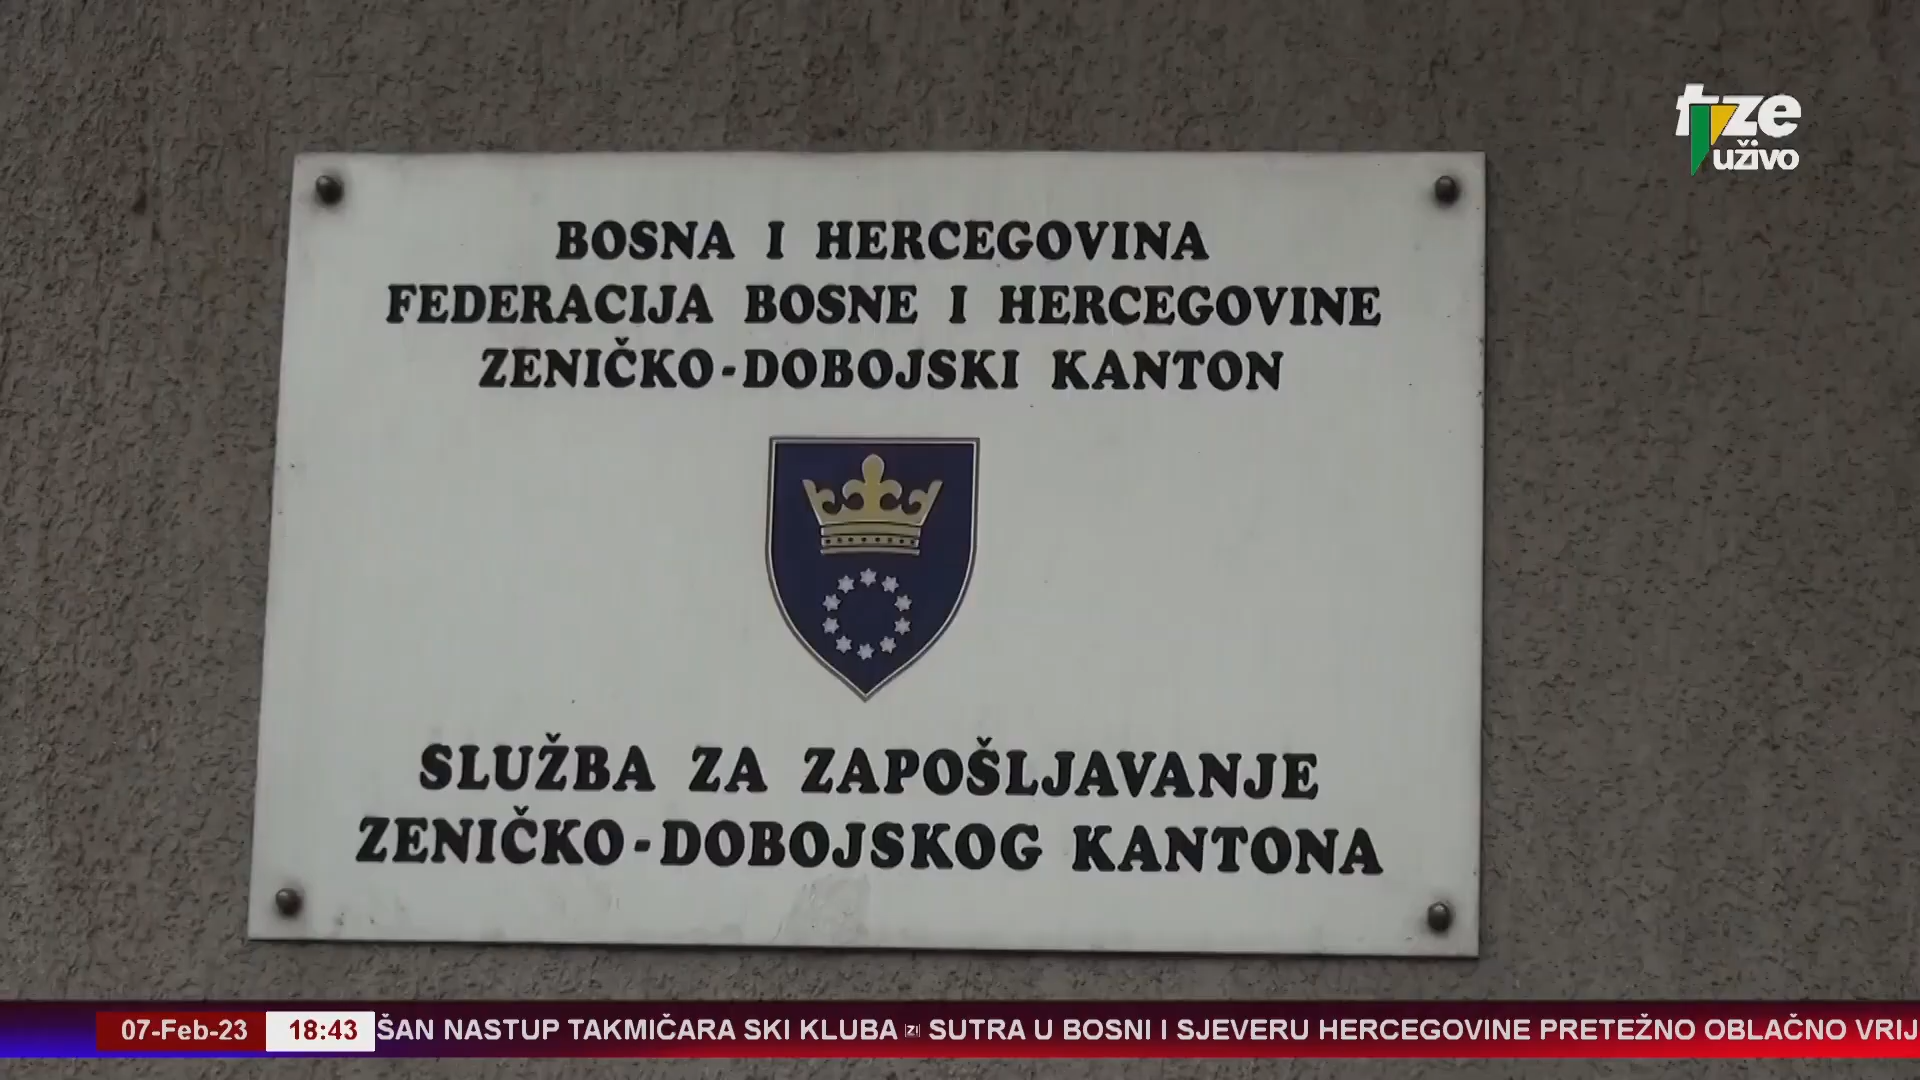 tvze
uživo
BOSNA I HERCEGOVINA
FEDERACIJA BOSNE I HERCEGOVINE
ZENIČKO-DOBOJSKI KANTON
SLUŽBA ZA ZAPOŠLJAVANJE
ZENIČKO-DOBOJSKOG KANTONA
07-Feb-23 18:43 ŠAN NASTUP TAKMIČARA SKI KLUBA SUTRA U BOSNI I SJEVERU HERCEGOVINE PRETEŽNO OBLAČNO VRIJ